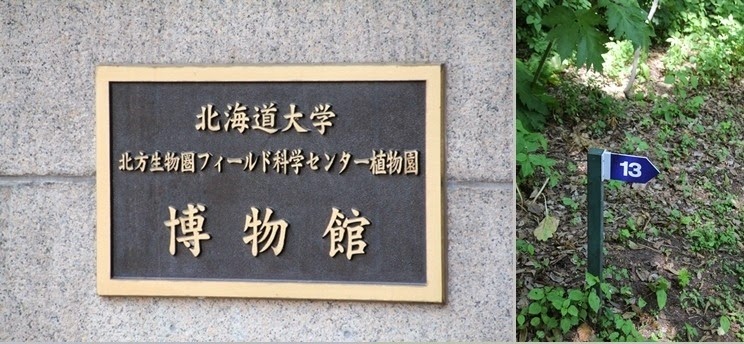 北海道大学
北方生物圏フィールド科学センター植物園
博物館
13